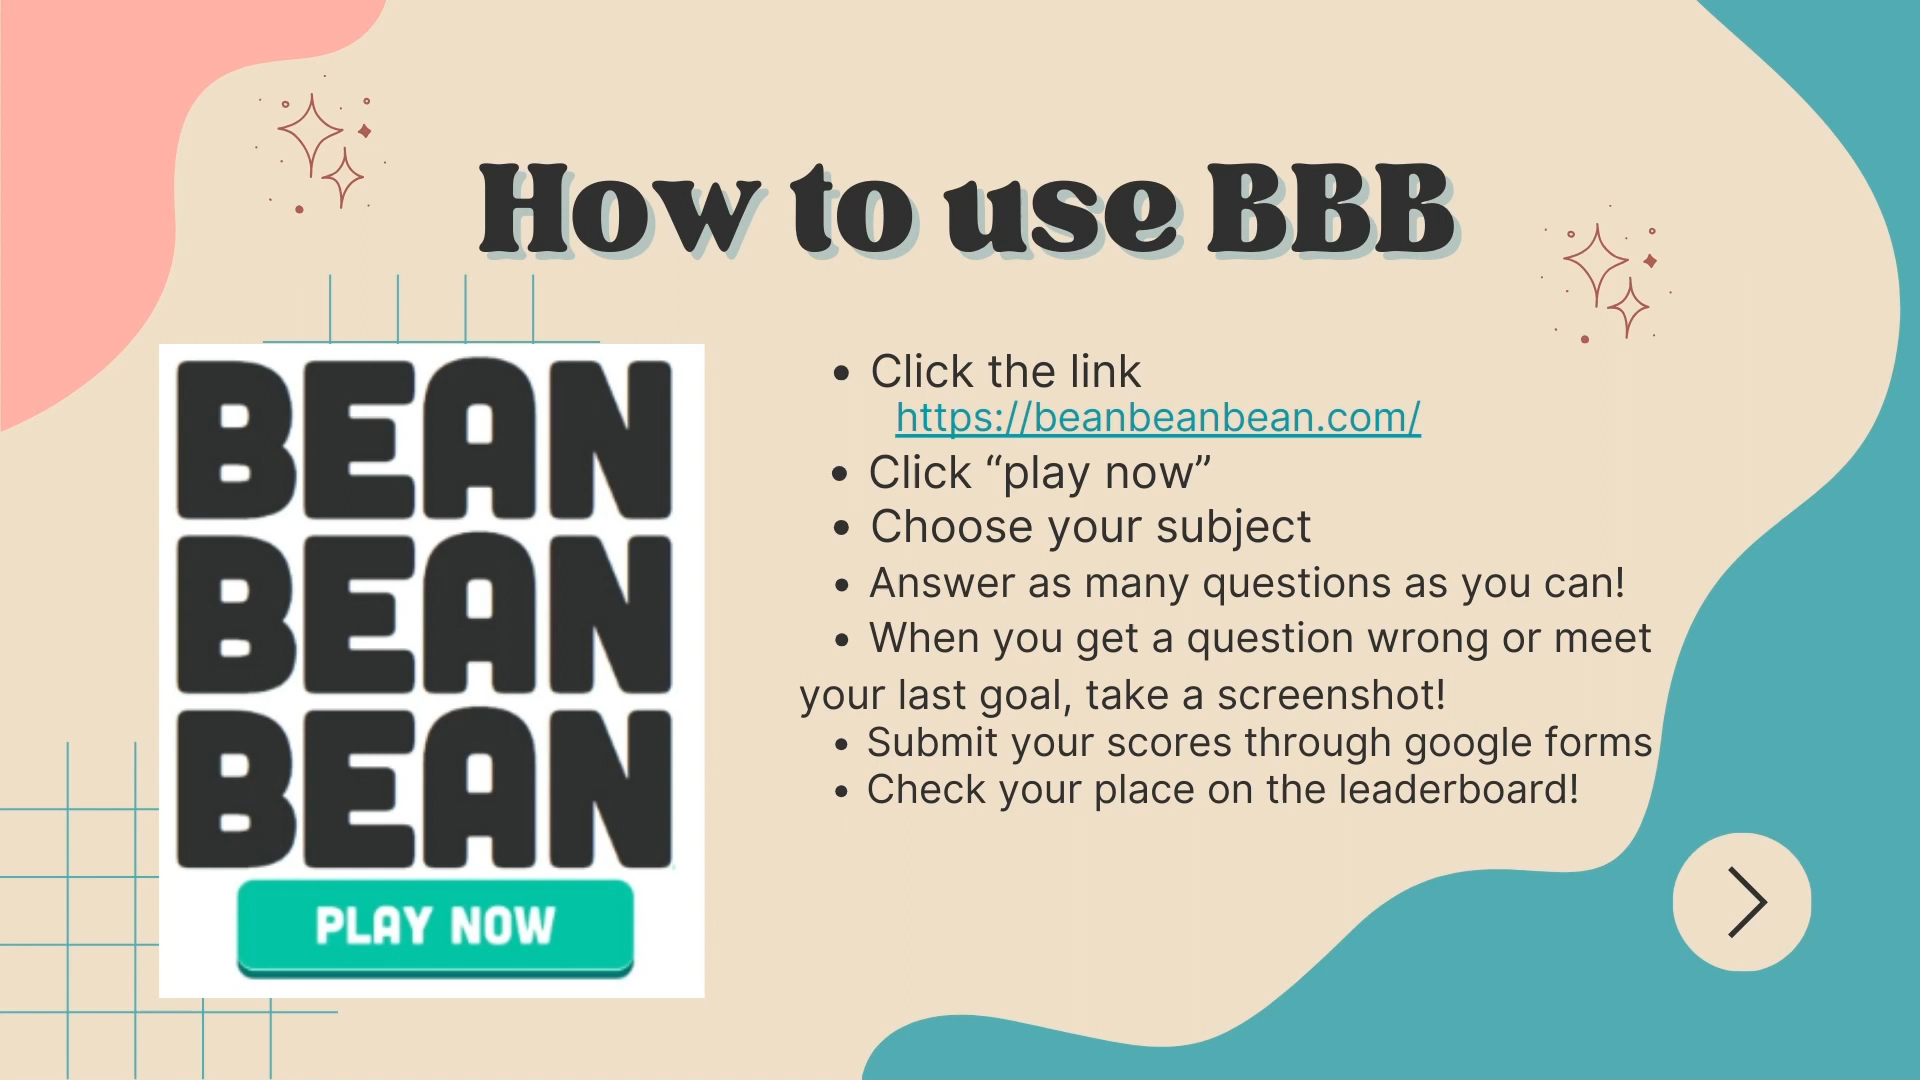 How to use BBB
BEAN
BEAN
BEAN
PLAY NOW
• Click the link
https://beanbeanbean.com/
• Click “play now”
• Choose your subject
• Answer as many questions as you can!
• When you get a question wrong or meet
your last goal, take a screenshot!
• Submit your scores through google forms
• Check your place on the leaderboard!